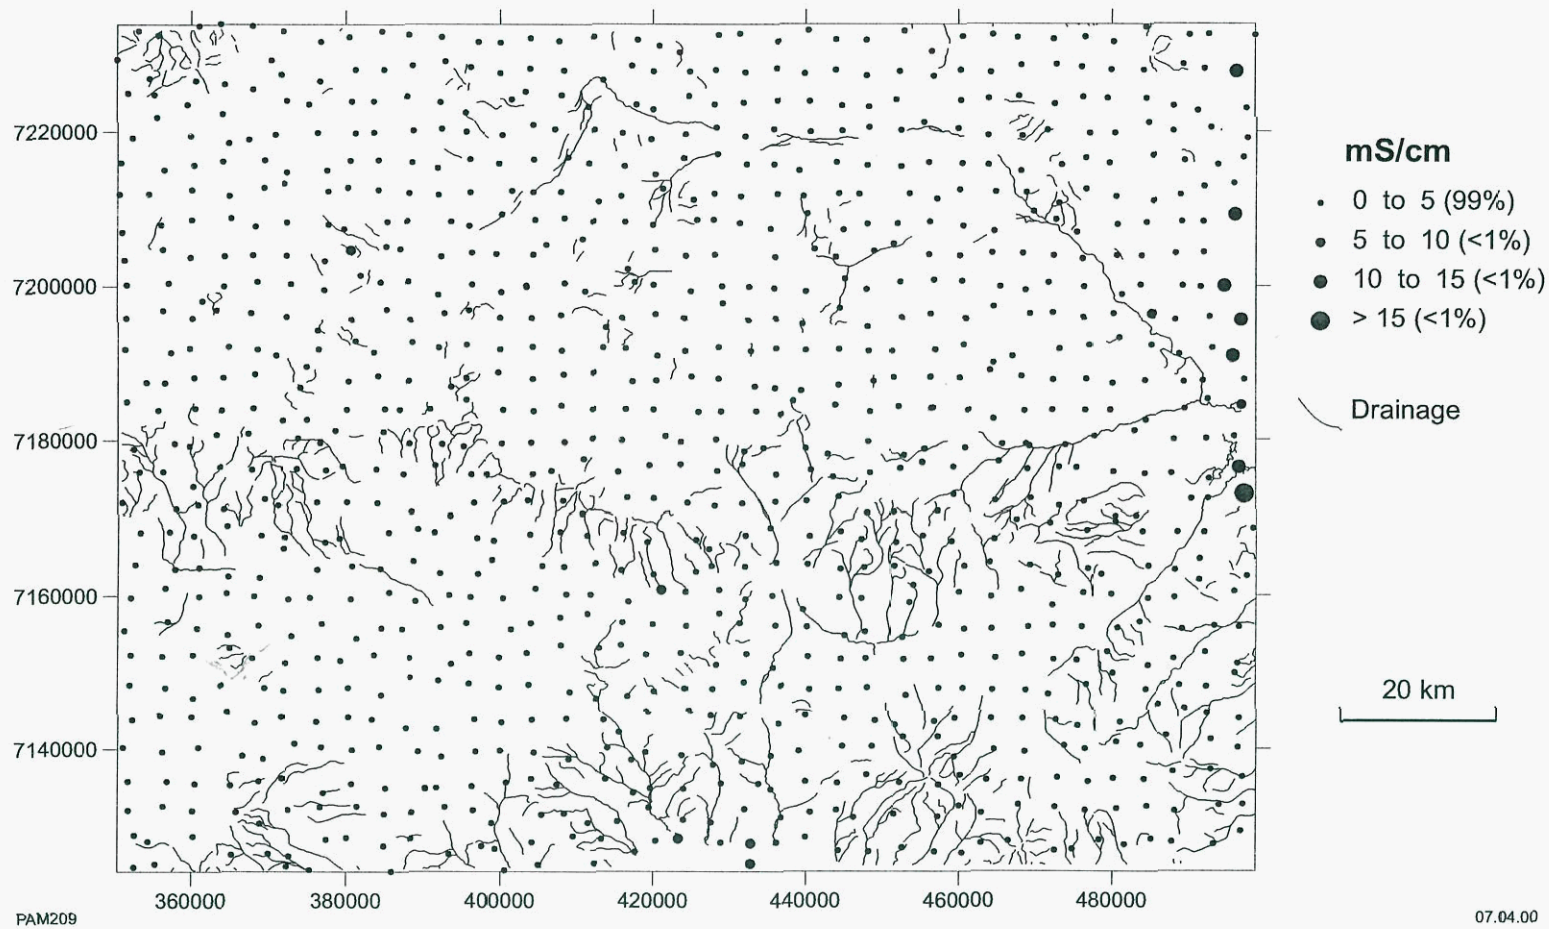 7220000
7200000
7180000
7160000
7140000
360000 380000 400000 420000 440000 460000 480000
mS/cm
0 to 5 (99%)
5 to 10 (<1%)
10 to 15 (<1%)
> 15 (<1%)
Drainage
20 km
PAM209
07.04.00